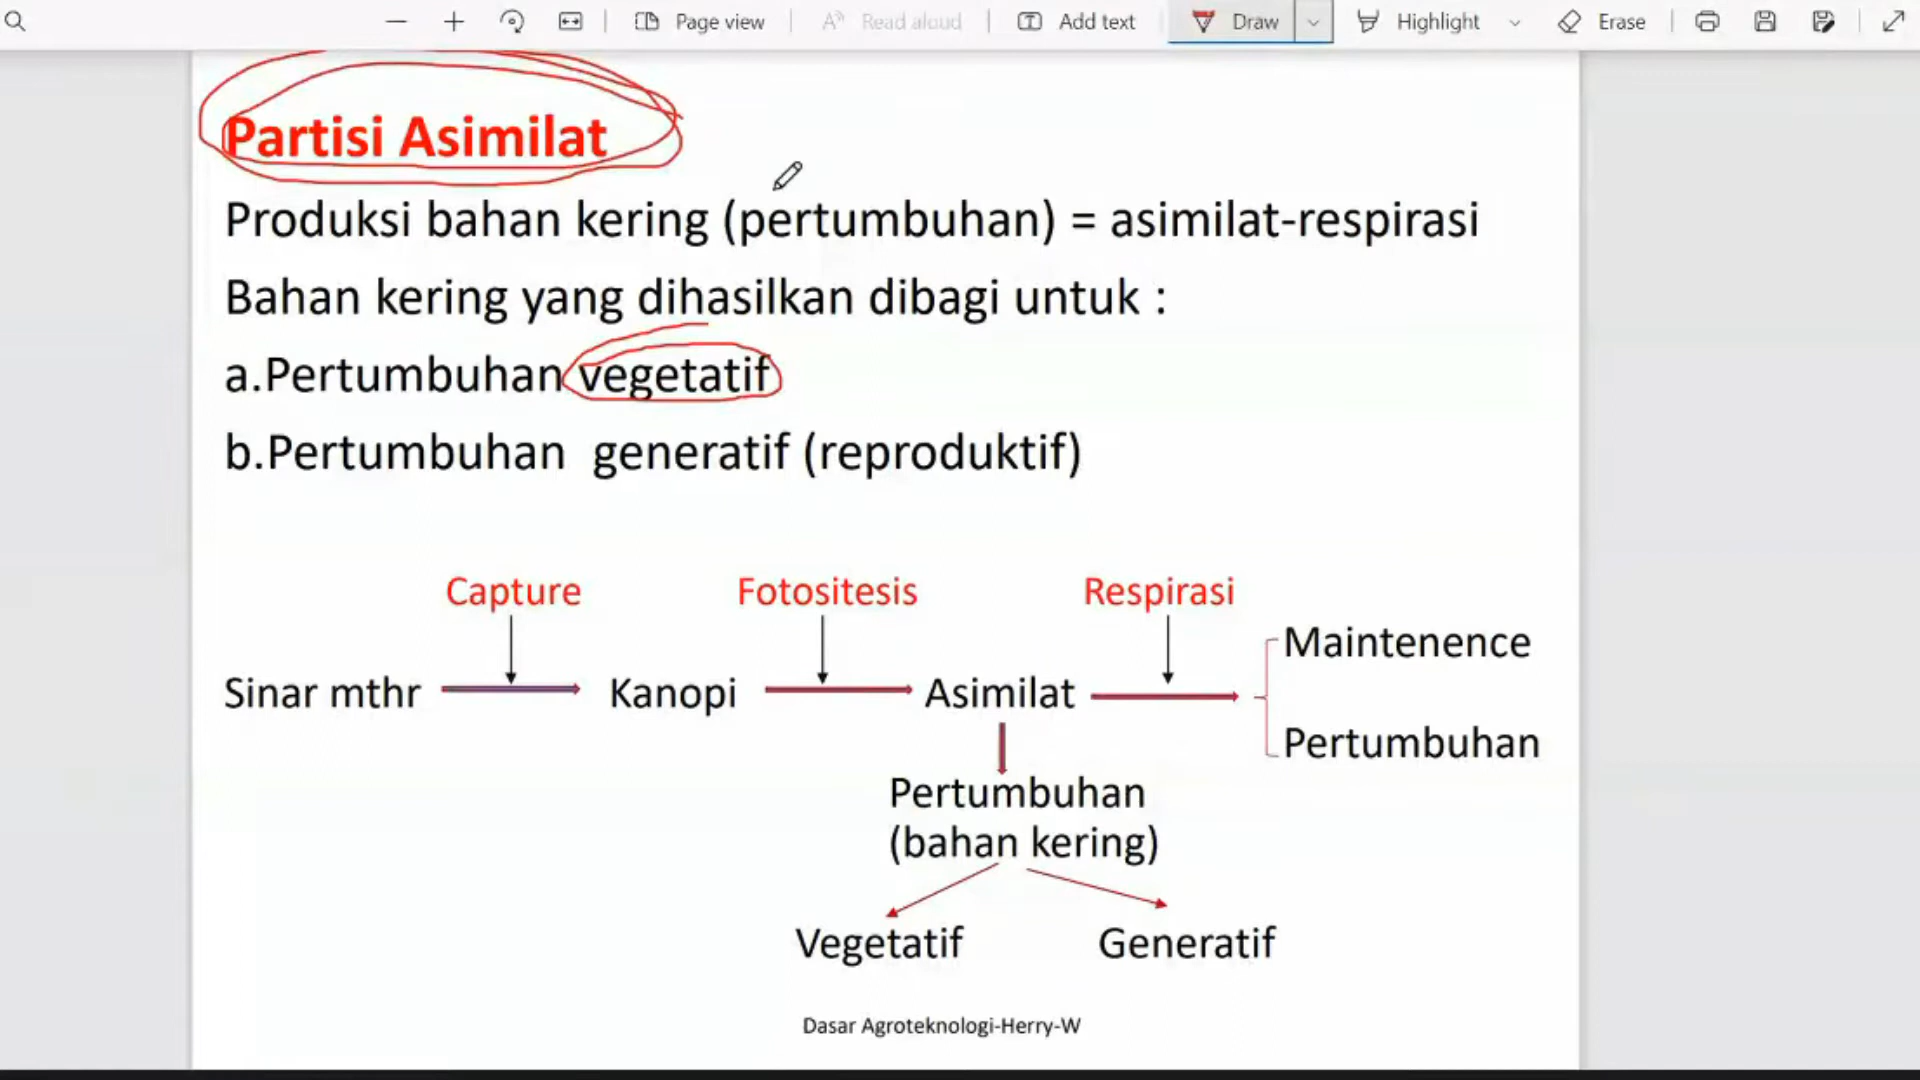 Page view Read aloud Add text Draw Highlight Erase
Partisi Asimilat
Produksi bahan kering (pertumbuhan) = asimilat-respirasi
Bahan kering yang dihasilkan dibagi untuk :
a.Pertumbuhan vegetatif
b.Pertumbuhan generatif (reproduktif)
Capture Fotositesis Respirasi
Maintenence
Sinar mthr Kanopi Asimilat
Pertumbuhan
Pertumbuhan
(bahan kering)
Vegetatif Generatif
Dasar Agroteknologi-Herry-W